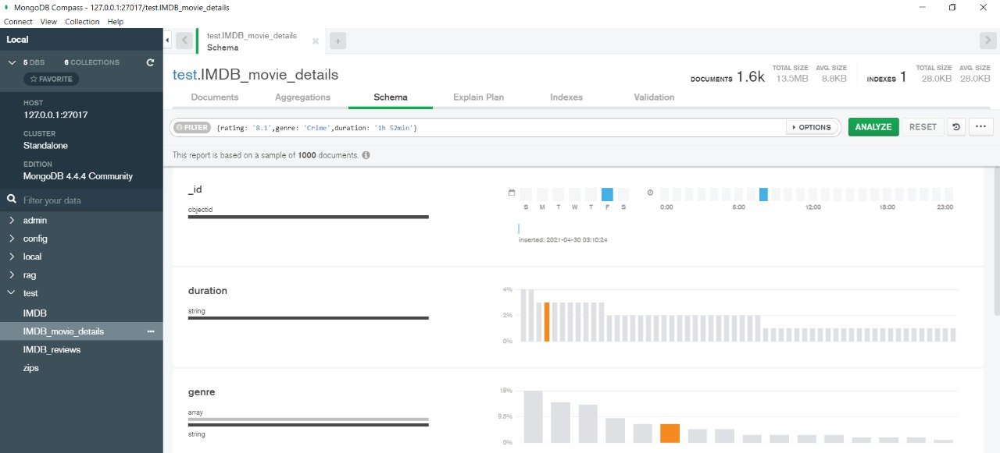 MongoDB Compass - 127.0.0.1:27017/test.IMDB_movie_details
Connect View Collection Help
Local
5 DBS 6 COLLECTIONS
FAVORITE
HOST
127.0.0.1:27017
CLUSTER
Standalone
EDITION
MongoDB 4.4.4 Community
Filter your data
admin
config
local
rag
test
IMDB
IMDB_movie_details
IMDB_reviews
zips
test.IMDB_movie_details
Schema
test.IMDB_movie_details
DOCUMENTS 1.6k TOTAL SIZE 13.5MB AVG. SIZE 8.8KB INDEXES 1 TOTAL SIZE 28.0KB AVG. SIZE 28.0KB
Documents Aggregations Schema Explain Plan Indexes Validation
FILTER {rating: '8.1',genre: 'Crime',duration: '1h 52min'} OPTIONS ANALYZE RESET
This report is based on a sample of 1000 documents.
_id
objectid
S M T W T F S 0:00 6:00 12:00 18:00 23:00
inserted: 2021-04-30 03:10:24
duration
string
4%
2%
0%
genre
array
string
19%
9.5%
0%